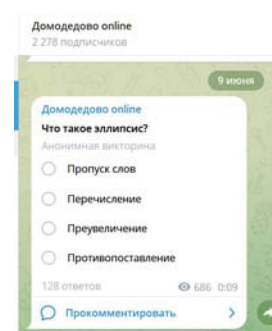 Домодедово online
2 278 подписчиков
9 июня
Домодедово online
Что такое эллипсис?
Анонимная викторина
Пропуск слов
Перечисление
Преувеличение
Противопоставление
128 ответов 686 0:09
Прокомментировать